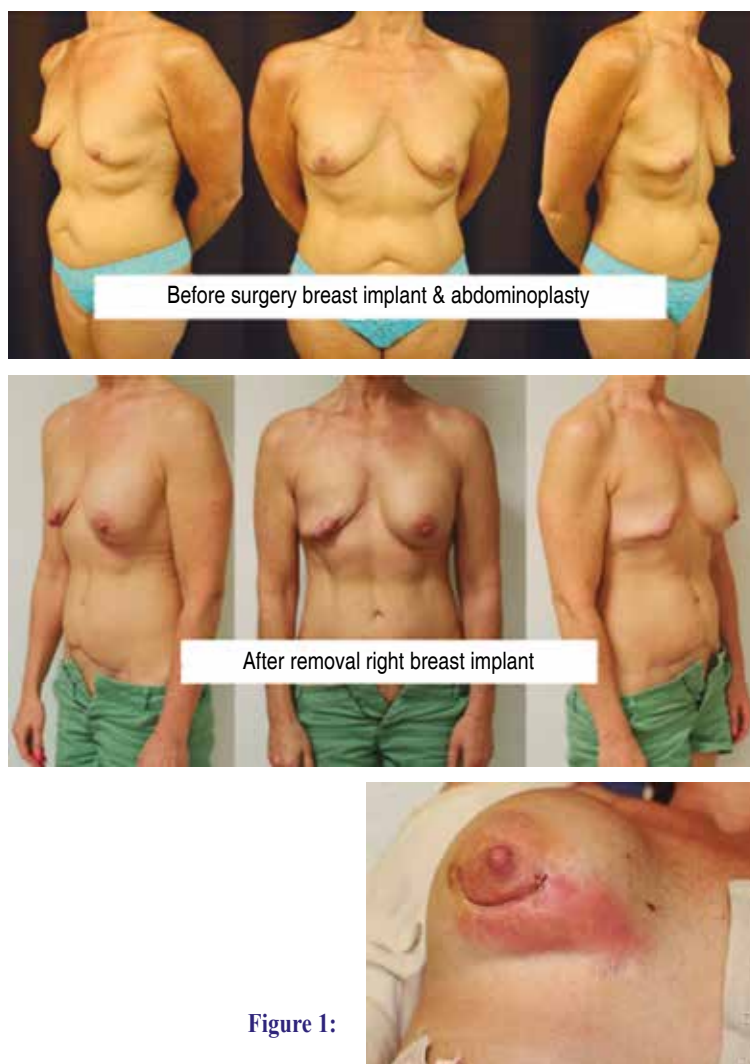 Before surgery breast implant & abdominoplasty
After removal right breast implant
Figure 1: